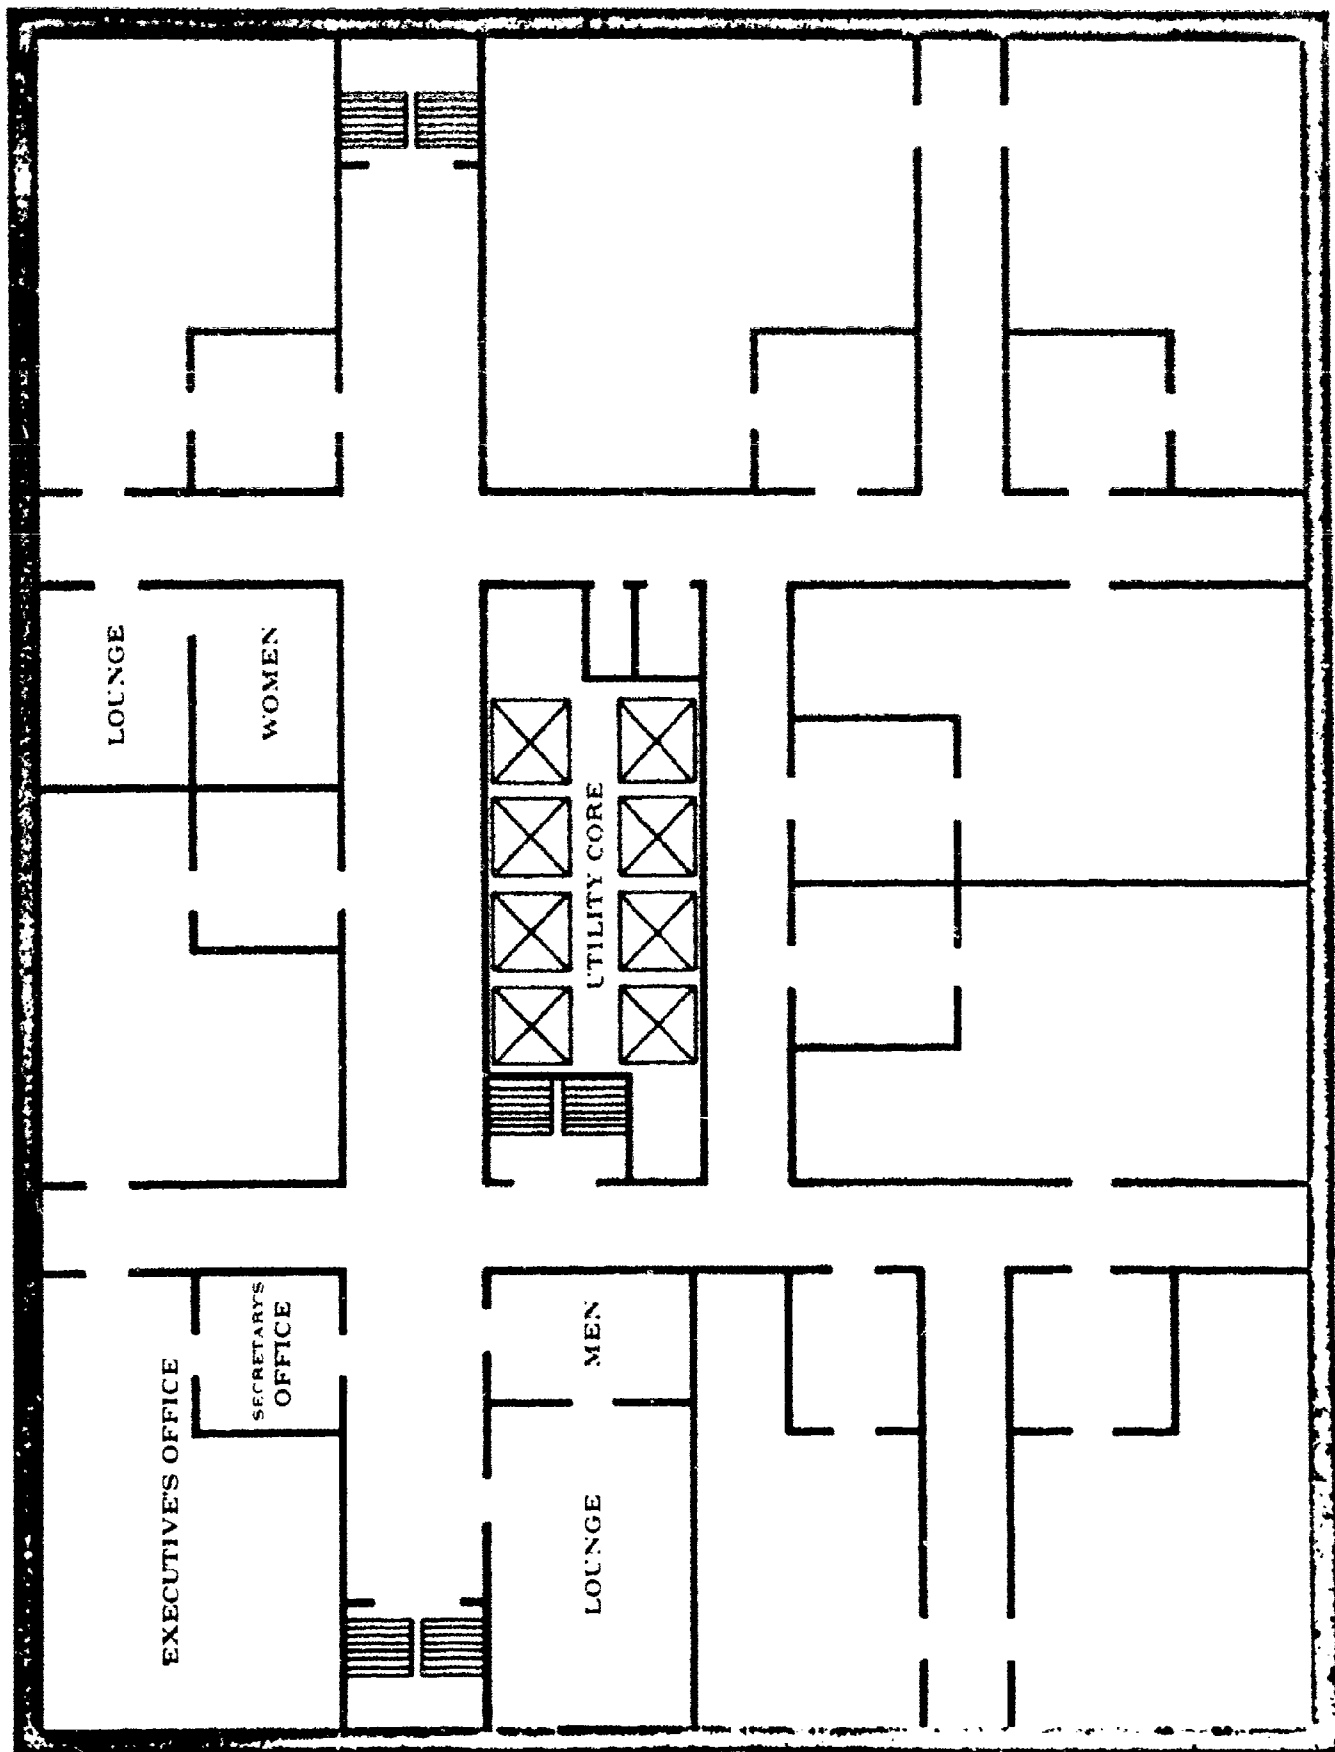 LOUNGE
WOMEN
UTILITY CORE
EXECUTIVE'S OFFICE
SECRETARY'S
OFFICE
MEN
LOUNGE